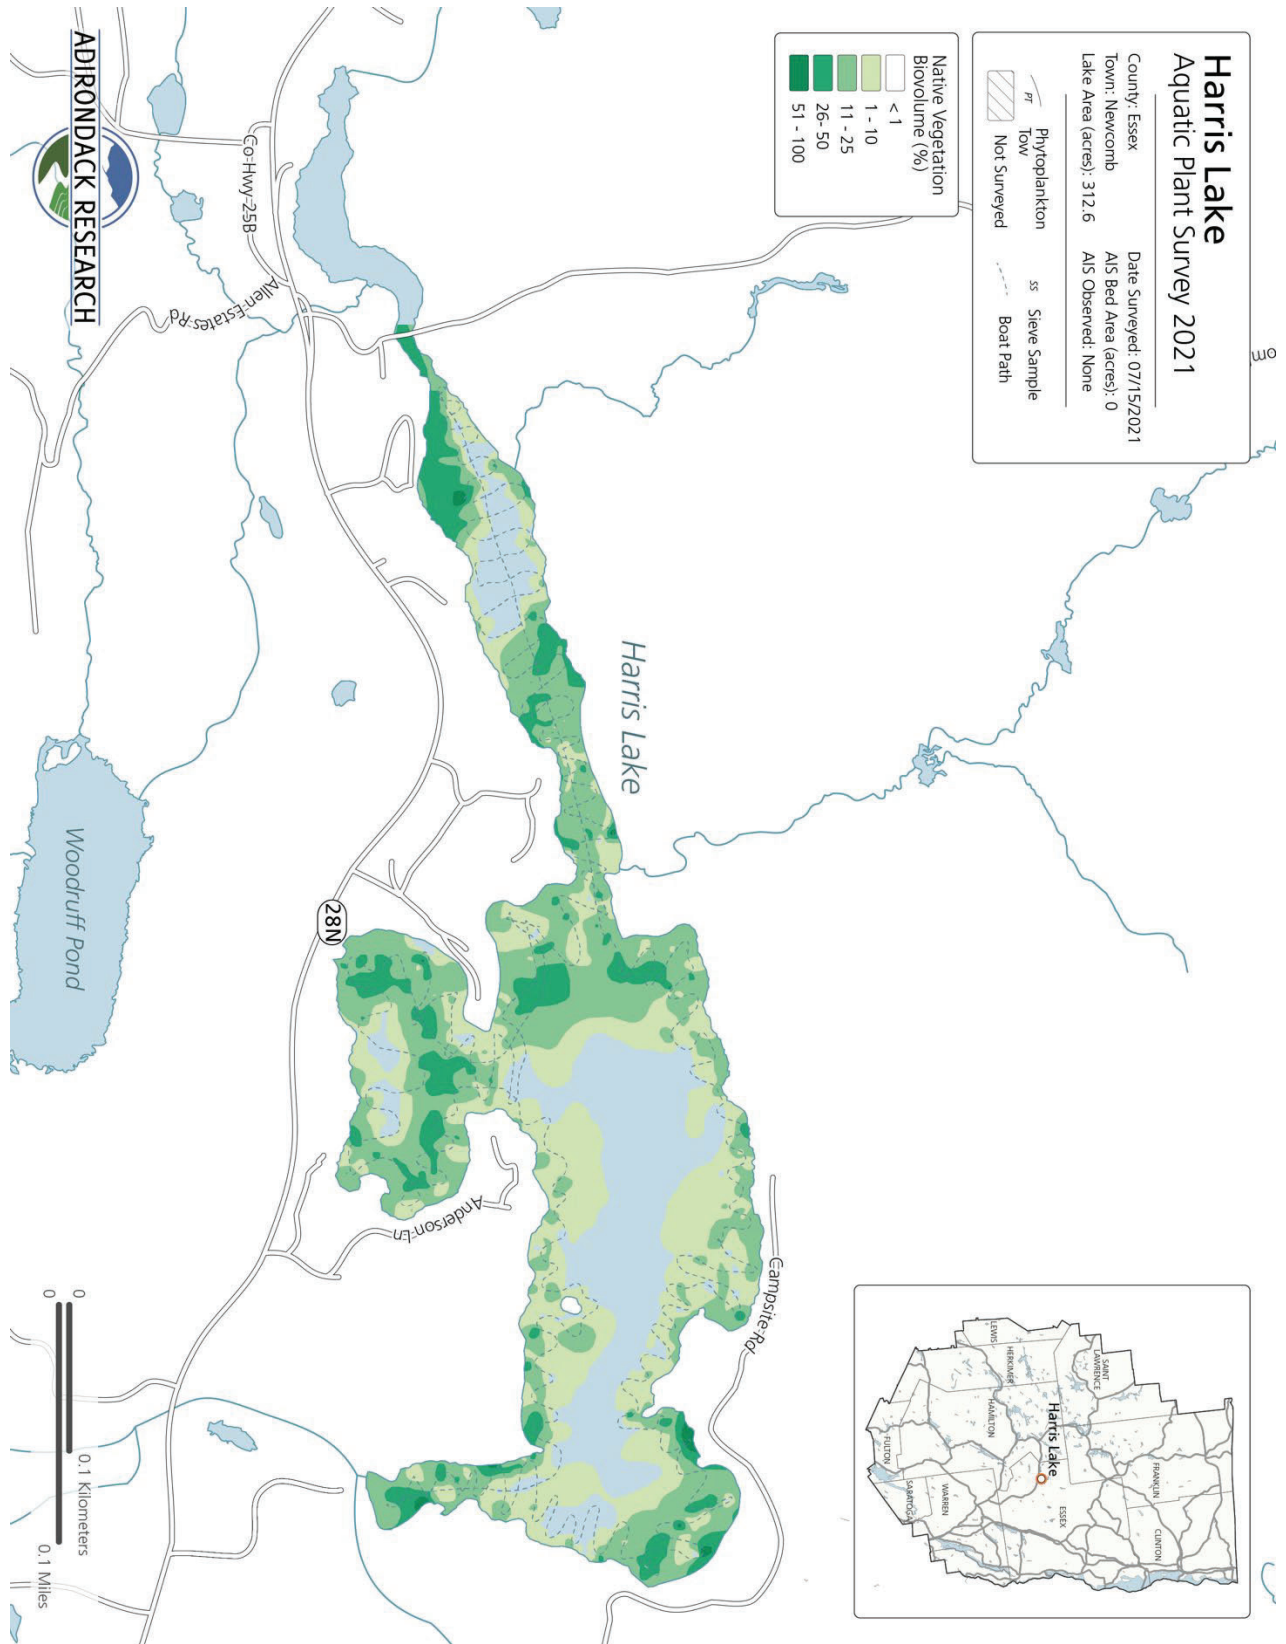 Harris Lake
Aquatic Plant Survey 2021
County: Essex
Town: Newcomb
Lake Area (acres): 312.6
Date Surveyed: 07/15/2021
AIS Bed Area (acres): 0
AIS Observed: None
PT
Phytoplankton
Tow
SS
Sieve Sample
Not Surveyed
Boat Path
Native Vegetation
Biovolume (%)
< 1
1 - 10
11 - 25
26- 50
51 - 100
Harris Lake
Woodruff Pond
Co-Hwy-25B
Allen-Estates-Rd
28N
Anderson-Ln
Campsite-Rd
SAINT
LAWRENCE
FRANKLIN
CLINTON
LEWIS
HERKIMER
HAMILTON
Harris Lake
ESSEX
WARREN
FULTON
SARATOGA
0
0.1 Kilometers
0
0.1 Miles
ADIRONDACK RESEARCH